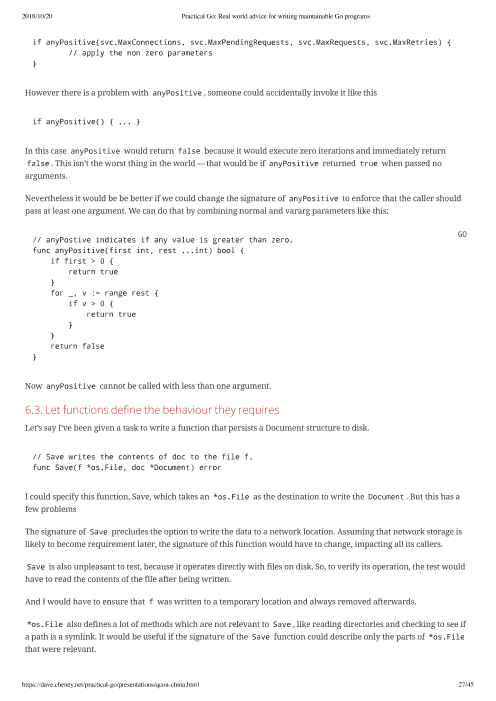 2018/10/20
Practical Go: Real world advice for writing maintainable Go programs
if anyPositive(svc.MaxConnections, svc.MaxPendingRequests, svc.MaxRequests, svc.MaxRetries) {
        // apply the non zero parameters
}
However there is a problem with anyPositive, someone could accidentally invoke it like this
if anyPositive() { ... }
In this case anyPositive would return false because it would execute zero iterations and immediately return
false. This isn't the worst thing in the world — that would be if anyPositive returned true when passed no
arguments.
Nevertheless it would be be better if we could change the signature of anyPositive to enforce that the caller should
pass at least one argument. We can do that by combining normal and vararg parameters like this:
GO
// anyPostive indicates if any value is greater than zero.
func anyPositive(first int, rest ...int) bool {
    if first > 0 {
        return true
    }
    for _, v := range rest {
        if v > 0 {
            return true
        }
    }
    return false
}
Now anyPositive cannot be called with less than one argument.
6.3. Let functions define the behaviour they requires
Let's say I've been given a task to write a function that persists a Document structure to disk.
// Save writes the contents of doc to the file f.
func Save(f *os.File, doc *Document) error
I could specify this function, Save, which takes an *os.File as the destination to write the Document. But this has a
few problems
The signature of Save precludes the option to write the data to a network location. Assuming that network storage is
likely to become requirement later, the signature of this function would have to change, impacting all its callers.
Save is also unpleasant to test, because it operates directly with files on disk. So, to verify its operation, the test would
have to read the contents of the file after being written.
And I would have to ensure that f was written to a temporary location and always removed afterwards.
*os.File also defines a lot of methods which are not relevant to Save, like reading directories and checking to see if
a path is a symlink. It would be useful if the signature of the Save function could describe only the parts of *os.File
that were relevant.
https://dave.cheney.net/practical-go/presentations/qcon-china.html
27/45